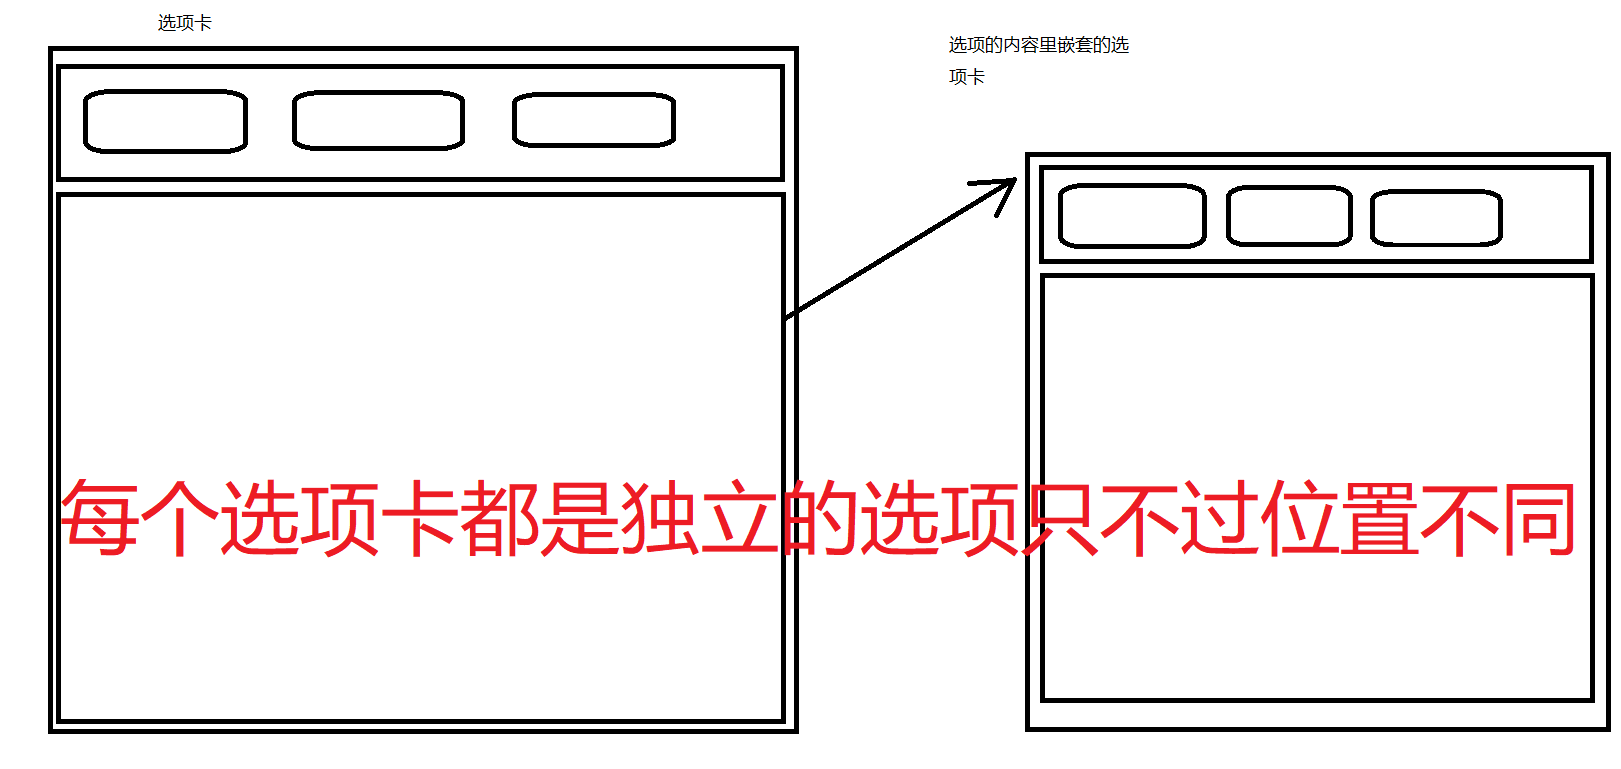 选项卡
选项的内容里嵌套的选
项卡
每个选项卡都是独立的选项只不过位置不同